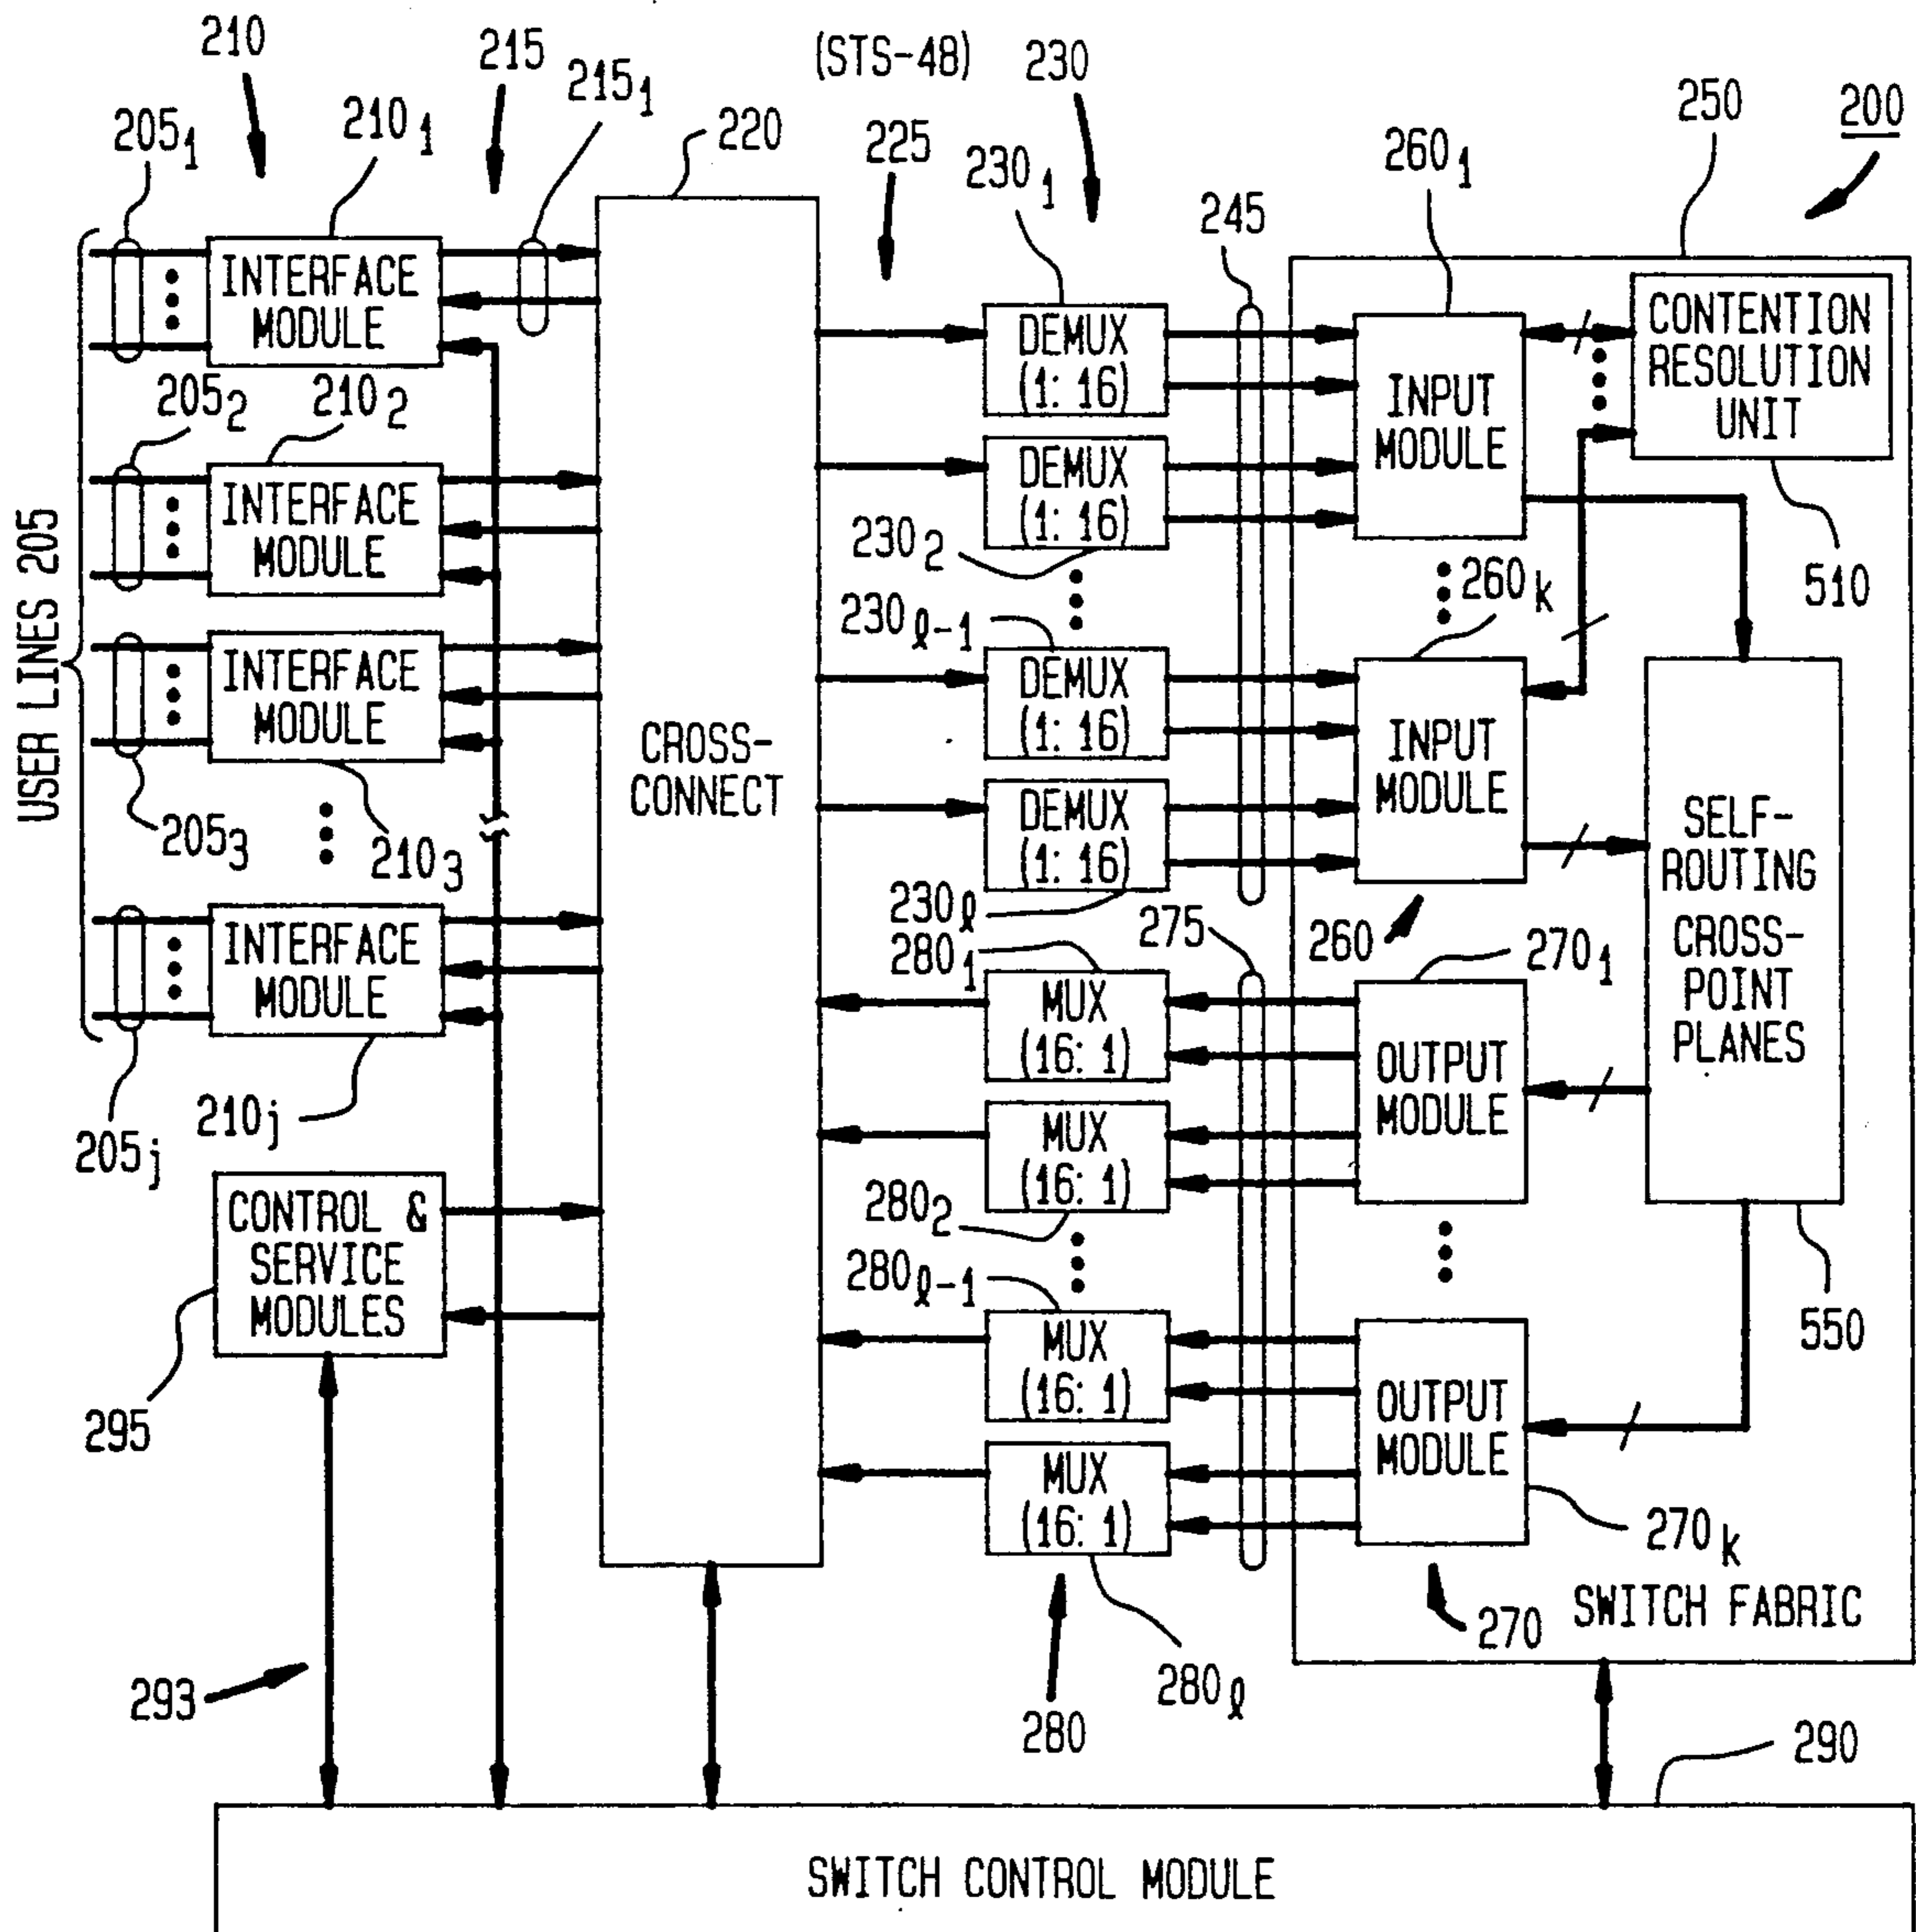 210
215
(STS-48)
230
215₁
205₁
210₁
220
225
230₁
260₁
250
200
245
INTERFACE
MODULE
DEMUX
(1: 16)
INPUT
MODULE
CONTENTION
RESOLUTION
UNIT
205₂
210₂
INTERFACE
MODULE
DEMUX
(1: 16)
230₂
260ₖ
510
USER LINES 205
230ℓ₋₁
INTERFACE
MODULE
DEMUX
(1: 16)
INPUT
MODULE
CROSS-
CONNECT
205₃
210₃
DEMUX
(1: 16)
SELF-
ROUTING
CROSS-
POINT
PLANES
230ℓ
275
260
270₁
280₁
INTERFACE
MODULE
MUX
(16: 1)
OUTPUT
MODULE
205ⱼ
210ⱼ
MUX
(16: 1)
280₂
CONTROL &
SERVICE
MODULES
280ℓ₋₁
550
MUX
(16: 1)
OUTPUT
MODULE
295
MUX
(16: 1)
270ₖ
SWITCH FABRIC
270
293
280
280ℓ
290
SWITCH CONTROL MODULE